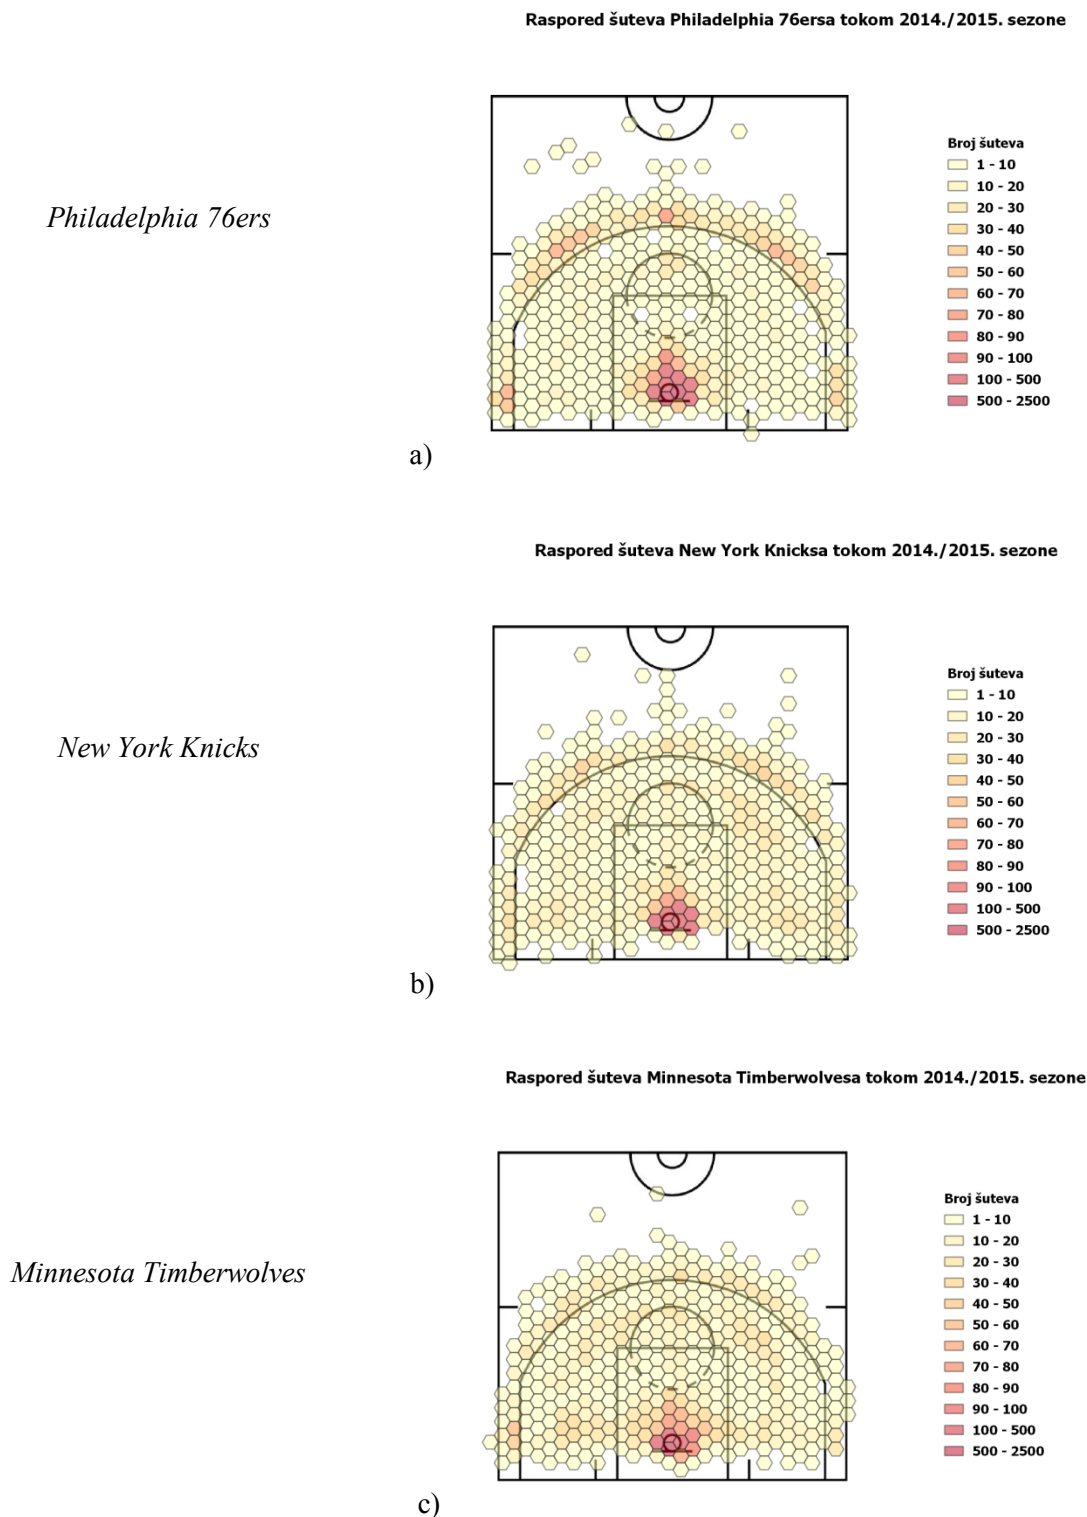 Raspored šuteva Philadelphia 76ersa tokom 2014./2015. sezone
Philadelphia 76ers
Broj šuteva
1 - 10
10 - 20
20 - 30
30 - 40
40 - 50
50 - 60
60 - 70
70 - 80
80 - 90
90 - 100
100 - 500
500 - 2500
a)
Raspored šuteva New York Knicksa tokom 2014./2015. sezone
New York Knicks
Broj šuteva
1 - 10
10 - 20
20 - 30
30 - 40
40 - 50
50 - 60
60 - 70
70 - 80
80 - 90
90 - 100
100 - 500
500 - 2500
b)
Raspored šuteva Minnesota Timberwolvesa tokom 2014./2015. sezone
Minnesota Timberwolves
Broj šuteva
1 - 10
10 - 20
20 - 30
30 - 40
40 - 50
50 - 60
60 - 70
70 - 80
80 - 90
90 - 100
100 - 500
500 - 2500
c)